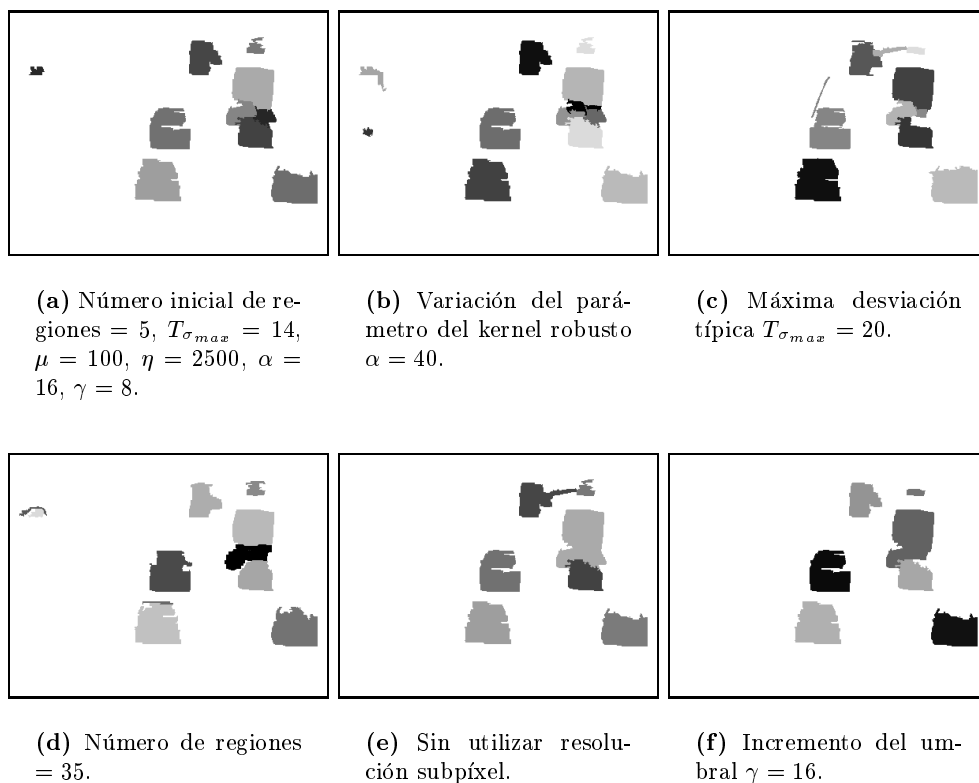 (a) Número inicial de re-
giones = 5, T_{σ_{max}} = 14,
μ = 100, η = 2500, α =
16, γ = 8.
(b) Variación del pará-
metro del kernel robusto
α = 40.
(c) Máxima desviación
típica T_{σ_{max}} = 20.
(d) Número de regiones
= 35.
(e) Sin utilizar resolu-
ción subpíxel.
(f) Incremento del um-
bral γ = 16.